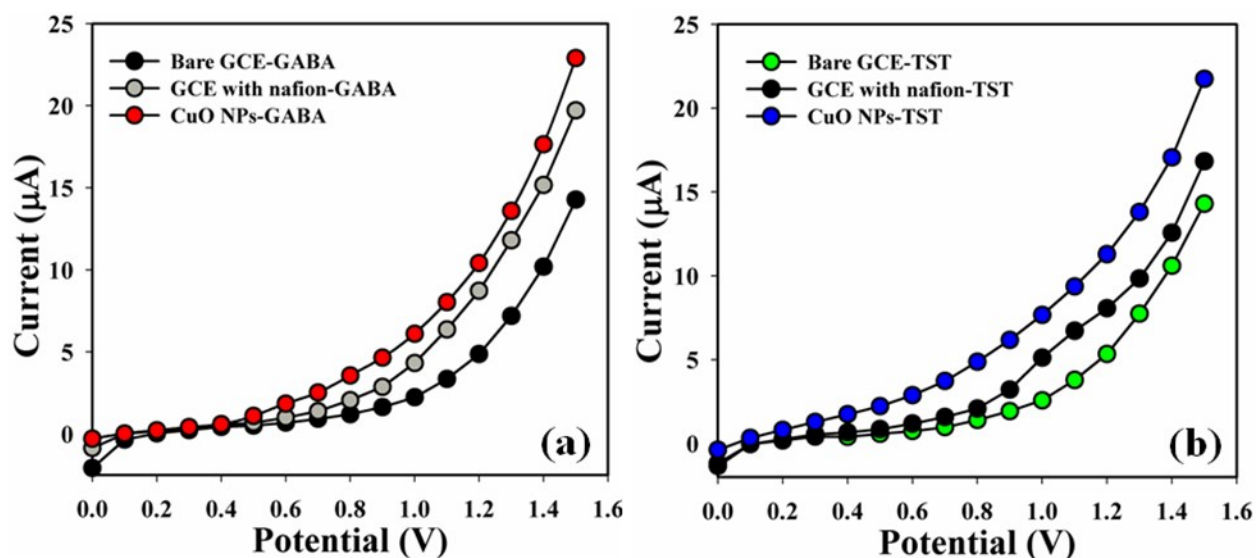 25
20
15
10
5
0
Current (µA)
Bare GCE-GABA
GCE with nafion-GABA
CuO NPs-GABA
(a)
0.0 0.2 0.4 0.6 0.8 1.0 1.2 1.4 1.6
Potential (V)
25
20
15
10
5
0
Current (µA)
Bare GCE-TST
GCE with nafion-TST
CuO NPs-TST
(b)
0.0 0.2 0.4 0.6 0.8 1.0 1.2 1.4 1.6
Potential (V)